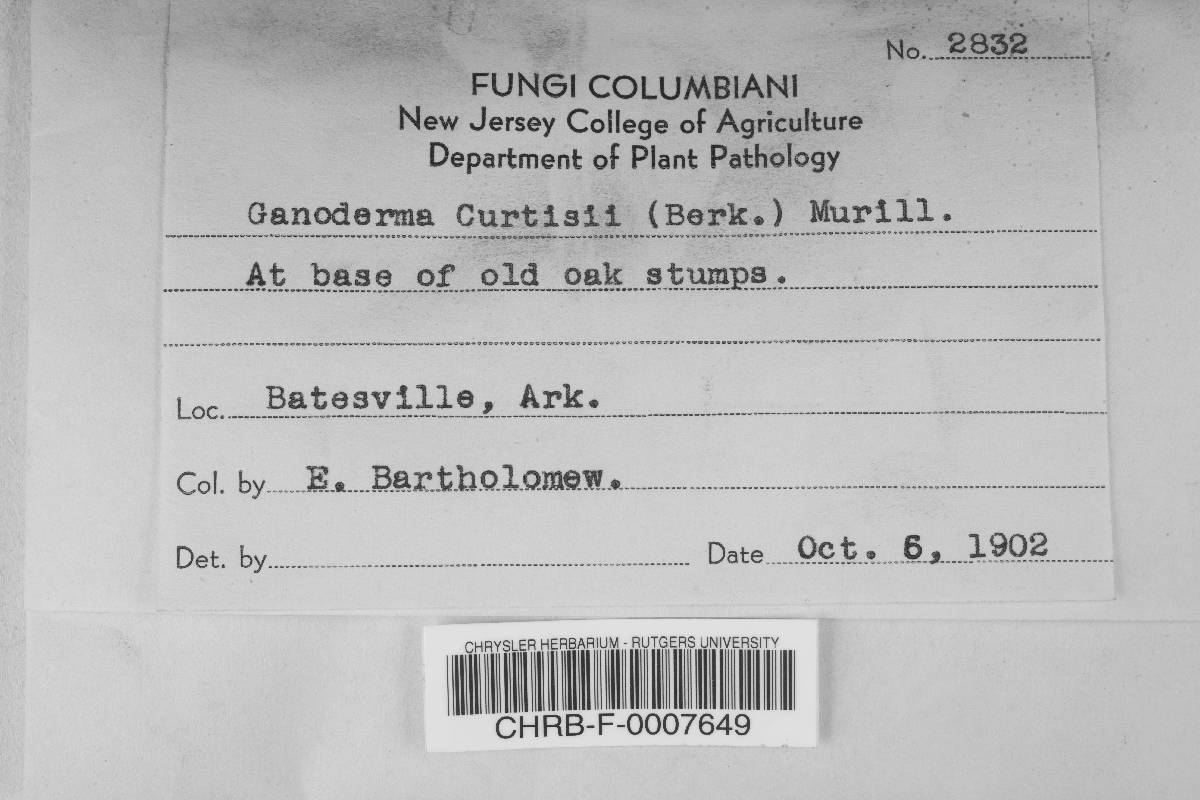 No. 2832
FUNGI COLUMBIANI
New Jersey College of Agriculture
Department of Plant Pathology
Ganoderma Curtisii (Berk.) Murill.
At base of old oak stumps.
Loc. Batesville, Ark.
Col. by E. Bartholomew.
Det. by
Date Oct. 6, 1902
CHRYSLER HERBARIUM - RUTGERS UNIVERSITY
CHRB-F-0007649